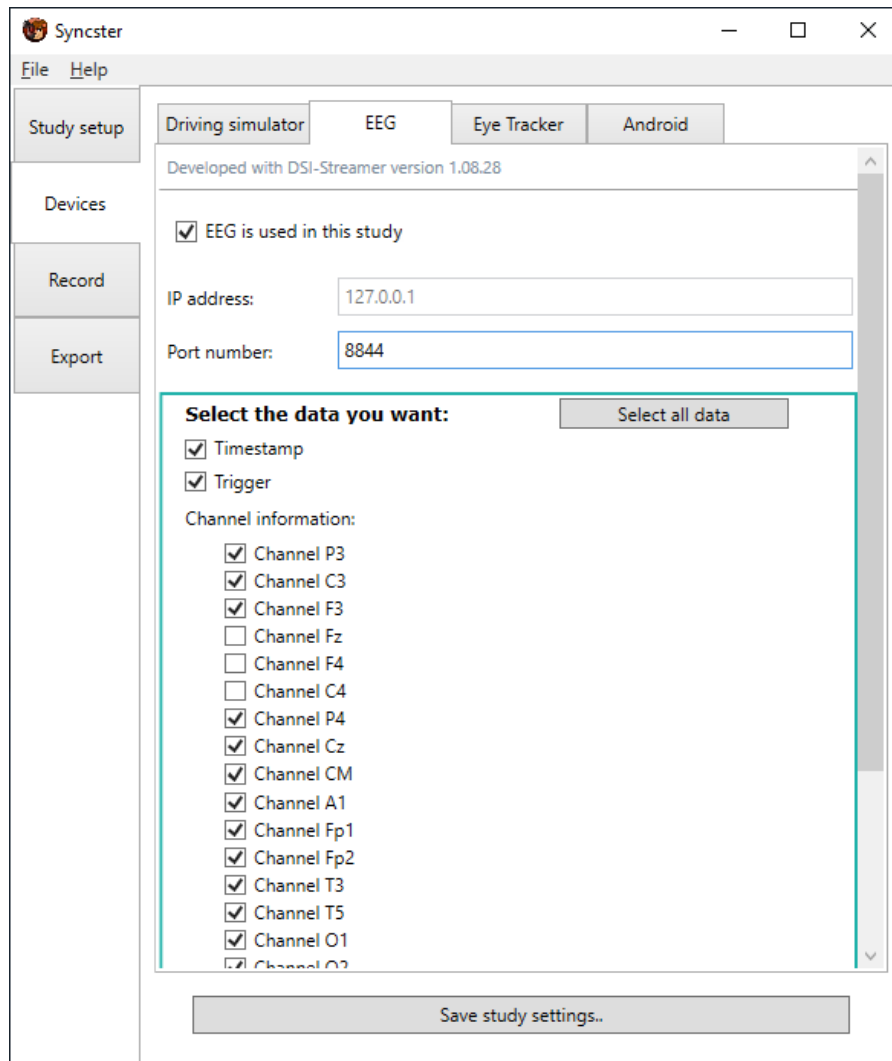 Syncster
File Help
Study setup
Devices
Record
Export
Driving simulator EEG Eye Tracker Android
Developed with DSI-Streamer version 1.08.28
EEG is used in this study
IP address: 127.0.0.1
Port number: 8844
Select the data you want: Select all data
Timestamp
Trigger
Channel information:
Channel P3
Channel C3
Channel F3
Channel Fz
Channel F4
Channel C4
Channel P4
Channel Cz
Channel CM
Channel A1
Channel Fp1
Channel Fp2
Channel T3
Channel T5
Channel O1
Channel O2
Save study settings..